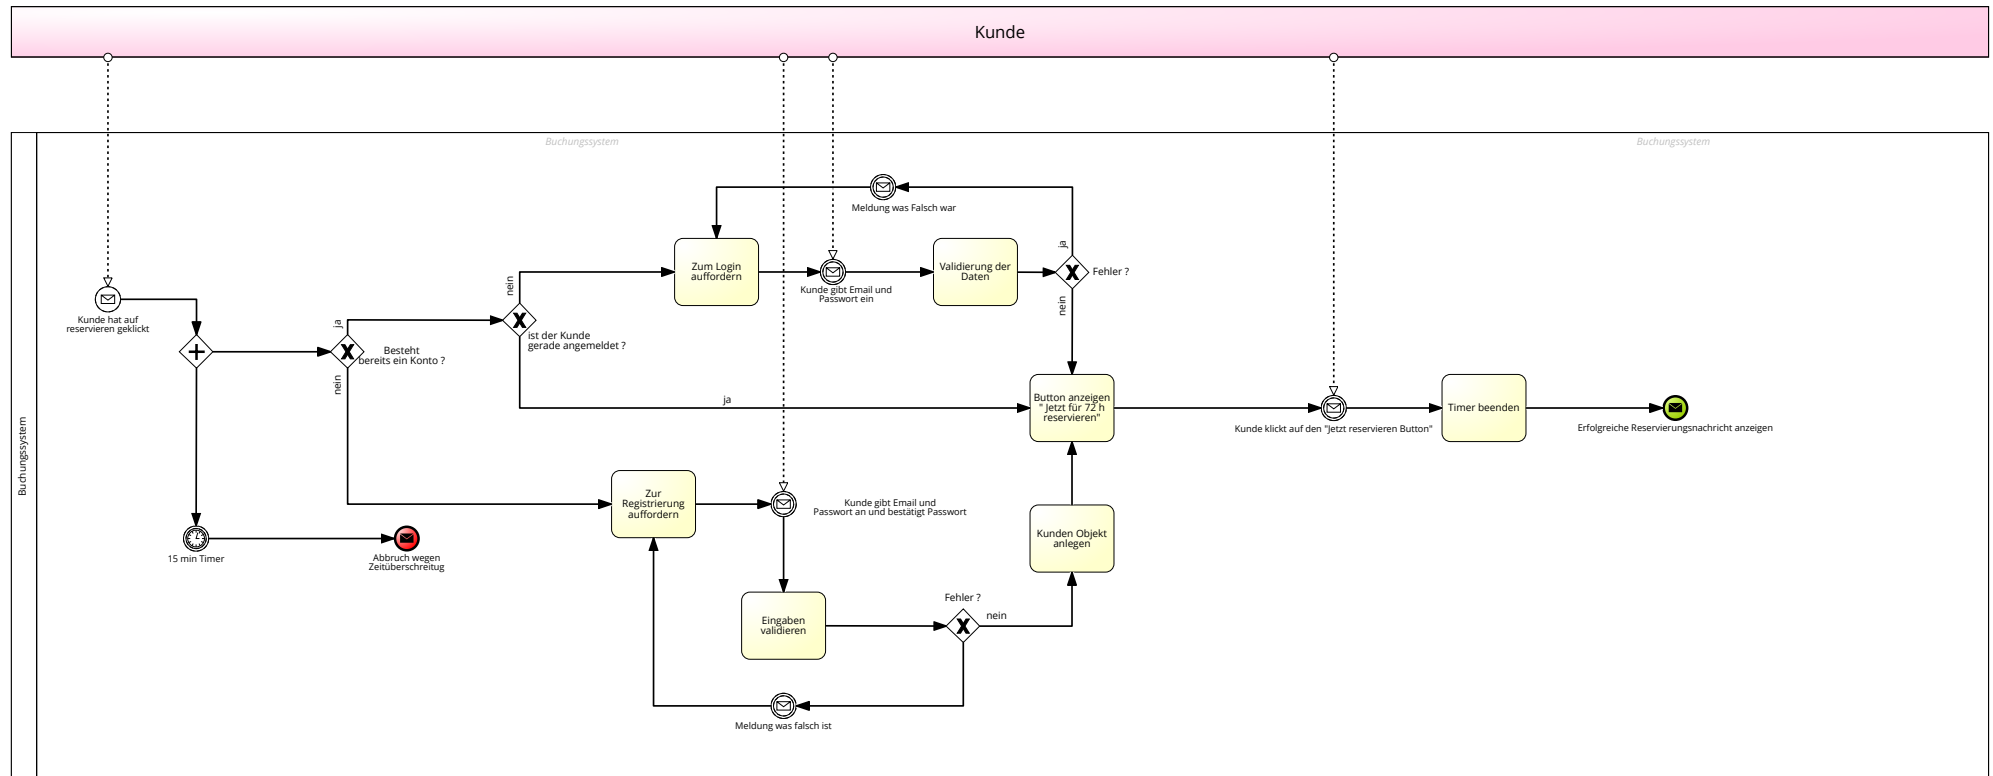 Kunde
Buchungssystem
Buchungssystem
Buchungssystem
Meldung was Falsch war
ja
Zum Login
auffordern
Kunde gibt Email und
Passwort ein
Validierung der
Daten
Fehler ?
nein
nein
Kunde hat auf
reservieren geklickt
ja
Besteht
bereits ein Konto ?
nein
ist der Kunde
gerade angemeldet ?
ja
Button anzeigen
" Jetzt für 72 h
reservieren"
Kunde klickt auf den "Jetzt reservieren Button"
Timer beenden
Erfolgreiche Reservierungsnachricht anzeigen
Zur
Registrierung
auffordern
Kunde gibt Email und
Passwort an und bestätigt Passwort
Kunden Objekt
anlegen
15 min Timer
Abbruch wegen
Zeitüberschreitug
Eingaben
validieren
Fehler ?
nein
Meldung was falsch ist